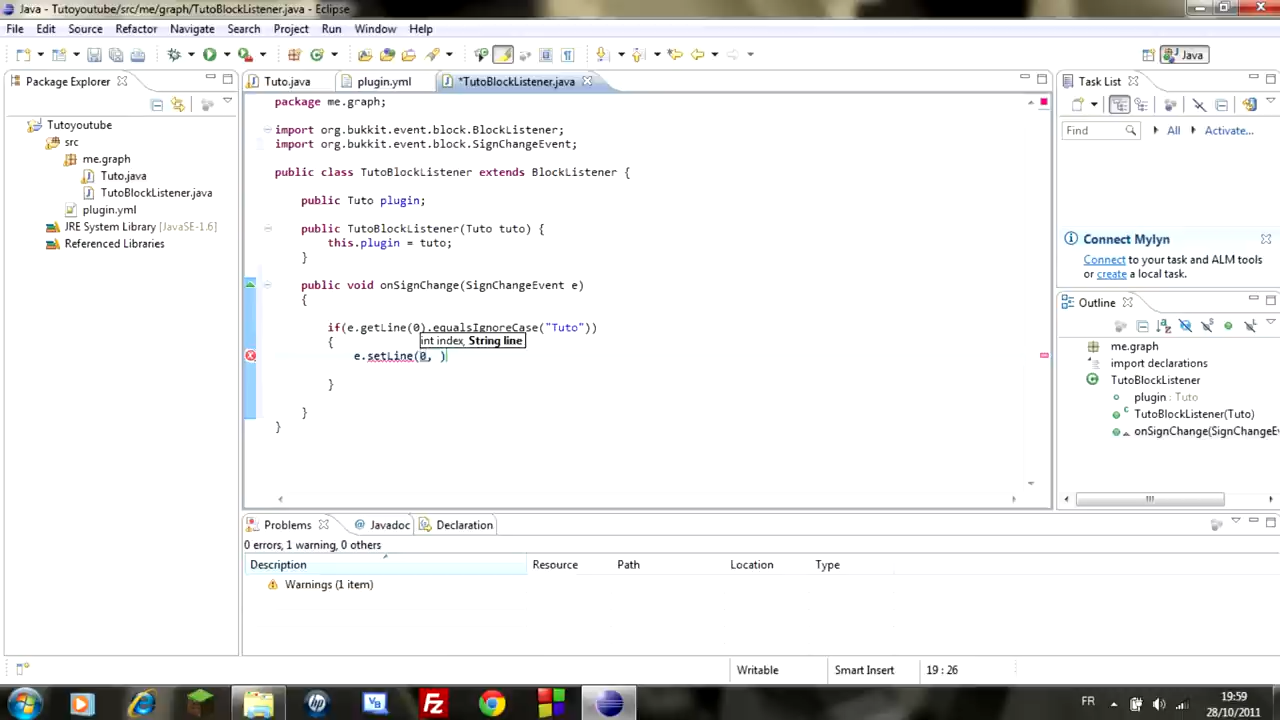 Java - Tutoyoutube/src/me/graph/TutoBlockListener.java - Eclipse
File Edit Source Refactor Navigate Search Project Run Window Help
Java
Package Explorer
Tutoyoutube
src
me.graph
Tuto.java
TutoBlockListener.java
plugin.yml
JRE System Library [JavaSE-1.6]
Referenced Libraries
Tuto.java plugin.yml *TutoBlockListener.java
package me.graph;
import org.bukkit.event.block.BlockListener;
import org.bukkit.event.block.SignChangeEvent;
public class TutoBlockListener extends BlockListener {
public Tuto plugin;
public TutoBlockListener(Tuto tuto) {
this.plugin = tuto;
}
public void onSignChange(SignChangeEvent e)
{
if(e.getLine(0).equalsIgnoreCase("Tuto"))
int index, String line
{
e.setLine(0, )
}
}
}
Task List
Find All Activate...
Connect Mylyn
Connect to your task and ALM tools
or create a local task.
Outline
me.graph
import declarations
TutoBlockListener
plugin : Tuto
TutoBlockListener(Tuto)
onSignChange(SignChangeEv
Problems @ Javadoc Declaration
0 errors, 1 warning, 0 others
Description Resource Path Location Type
Warnings (1 item)
Writable Smart Insert 19 : 26
FR
19:59
28/10/2011